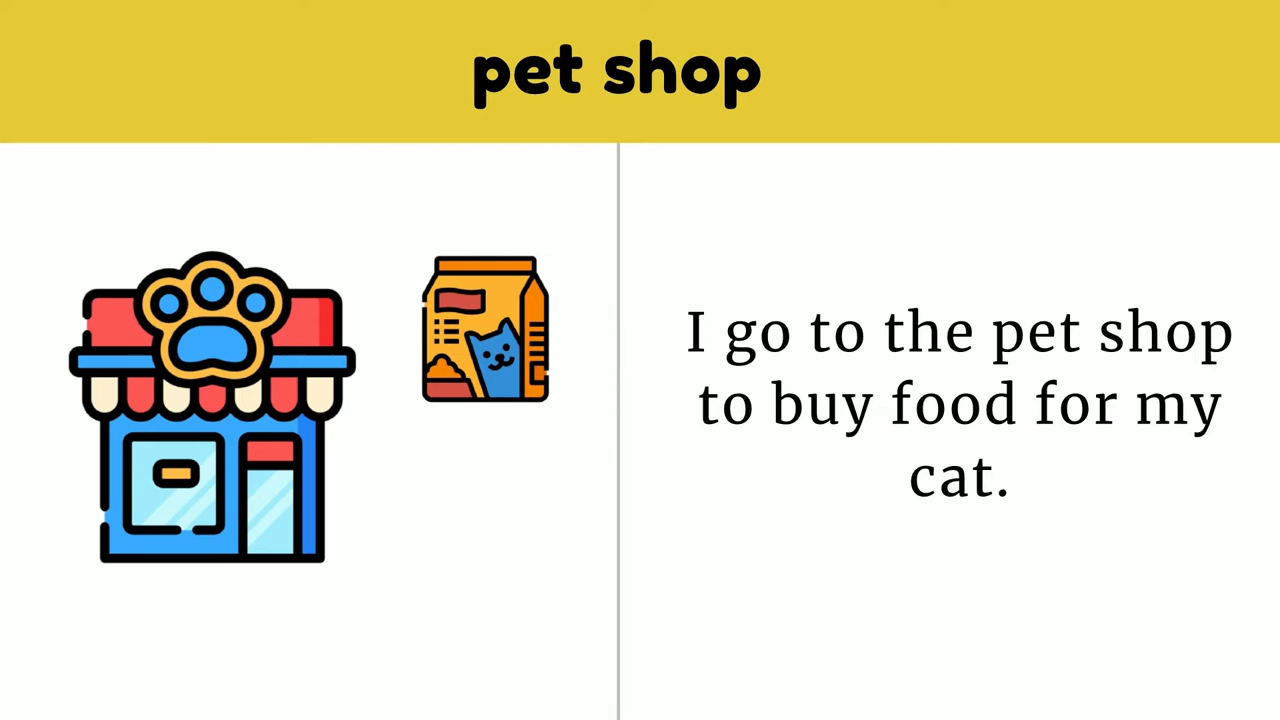 pet shop
I go to the pet shop
to buy food for my
cat.